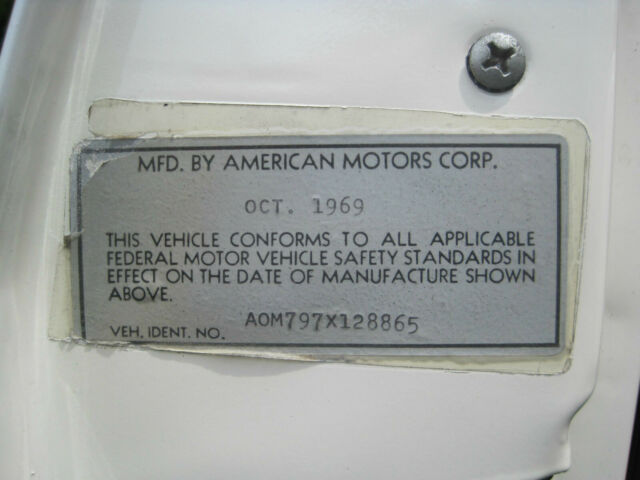 MFD. BY AMERICAN MOTORS CORP.
OCT. 1969
THIS VEHICLE CONFORMS TO ALL APPLICABLE
FEDERAL MOTOR VEHICLE SAFETY STANDARDS IN
EFFECT ON THE DATE OF MANUFACTURE SHOWN
ABOVE.
VEH. IDENT. NO. AOM797X128865